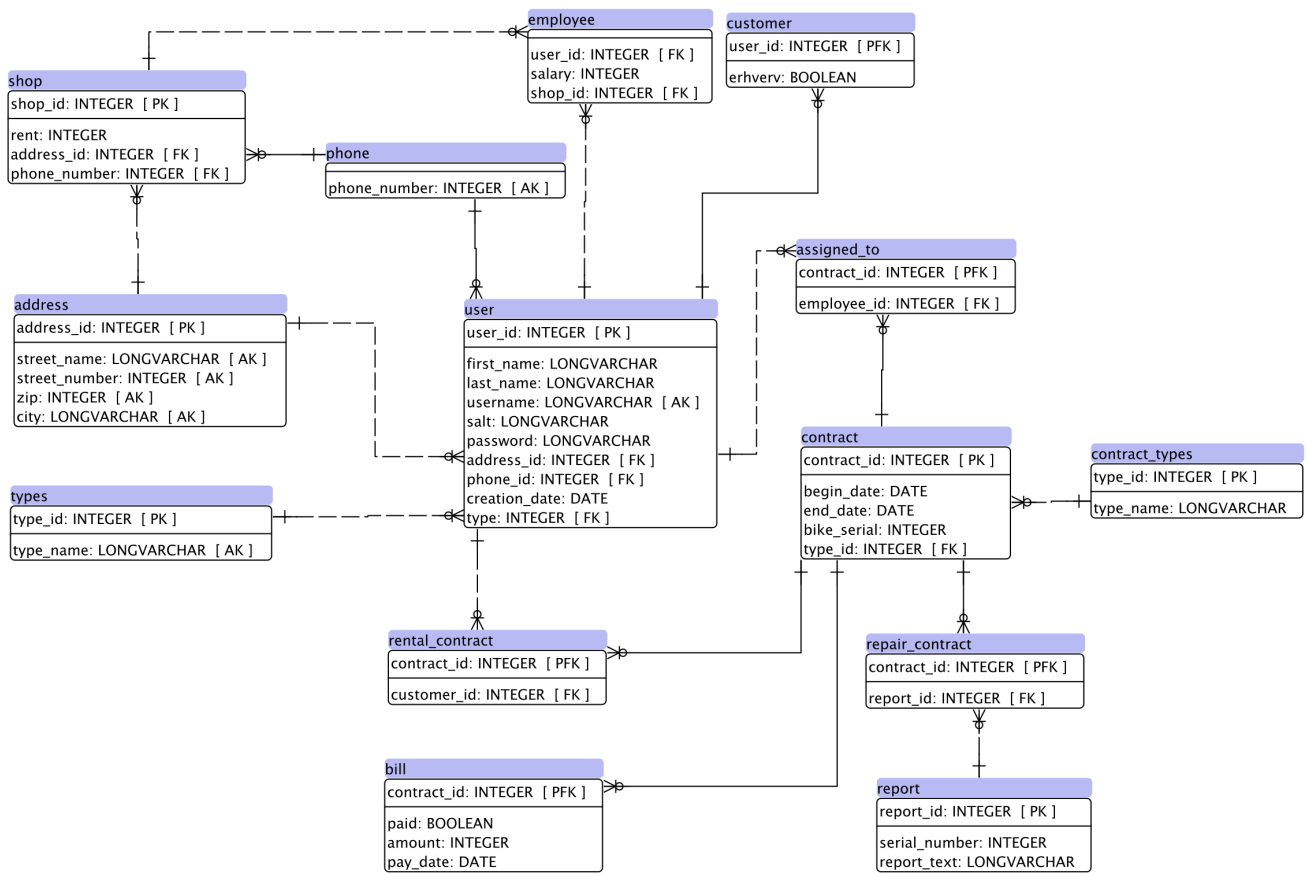 employee
user_id: INTEGER [ FK ]
salary: INTEGER
shop_id: INTEGER [ FK ]
customer
user_id: INTEGER [ PFK ]
erhverv: BOOLEAN
shop
shop_id: INTEGER [ PK ]
rent: INTEGER
address_id: INTEGER [ FK ]
phone_number: INTEGER [ FK ]
phone
phone_number: INTEGER [ AK ]
assigned_to
contract_id: INTEGER [ PFK ]
employee_id: INTEGER [ FK ]
address
address_id: INTEGER [ PK ]
street_name: LONGVARCHAR [ AK ]
street_number: INTEGER [ AK ]
zip: INTEGER [ AK ]
city: LONGVARCHAR [ AK ]
user
user_id: INTEGER [ PK ]
first_name: LONGVARCHAR
last_name: LONGVARCHAR
username: LONGVARCHAR [ AK ]
salt: LONGVARCHAR
password: LONGVARCHAR
address_id: INTEGER [ FK ]
phone_id: INTEGER [ FK ]
creation_date: DATE
type: INTEGER [ FK ]
contract
contract_id: INTEGER [ PK ]
begin_date: DATE
end_date: DATE
bike_serial: INTEGER
type_id: INTEGER [ FK ]
contract_types
type_id: INTEGER [ PK ]
type_name: LONGVARCHAR
types
type_id: INTEGER [ PK ]
type_name: LONGVARCHAR [ AK ]
rental_contract
contract_id: INTEGER [ PFK ]
customer_id: INTEGER [ FK ]
repair_contract
contract_id: INTEGER [ PFK ]
report_id: INTEGER [ FK ]
bill
contract_id: INTEGER [ PFK ]
paid: BOOLEAN
amount: INTEGER
pay_date: DATE
report
report_id: INTEGER [ PK ]
serial_number: INTEGER
report_text: LONGVARCHAR